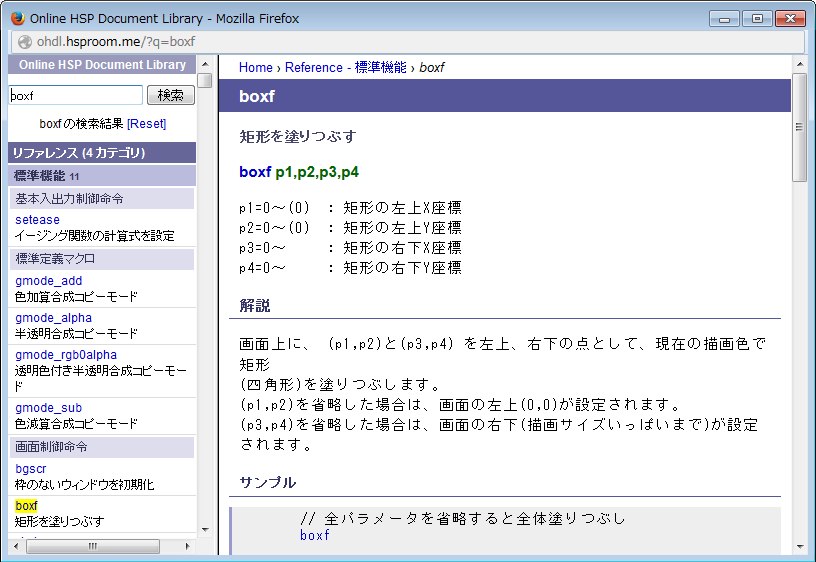 Online HSP Document Library - Mozilla Firefox
ohdl.hsproom.me/?q=boxf
Online HSP Document Library
boxf
検索
boxfの検索結果 [Reset]
リファレンス (4 カテゴリ)
標準機能 11
基本入出力制御命令
setease
イージング関数の計算式を設定
標準定義マクロ
gmode_add
色加算合成コピーモード
gmode_alpha
半透明合成コピーモード
gmode_rgb0alpha
透明色付き半透明合成コピーモー
ド
gmode_sub
色減算合成コピーモード
画面制御命令
bgscr
枠のないウィンドウを初期化
boxf
矩形を塗りつぶす
Home › Reference - 標準機能 › boxf
boxf
矩形を塗りつぶす
boxf p1,p2,p3,p4
p1=0～(0) : 矩形の左上X座標
p2=0～(0) : 矩形の左上Y座標
p3=0～ : 矩形の右下X座標
p4=0～ : 矩形の右下Y座標
解説
画面上に、 (p1,p2)と(p3,p4) を左上、右下の点として、現在の描画色で
矩形
(四角形)を塗りつぶします。
(p1,p2)を省略した場合は、画面の左上(0,0)が設定されます。
(p3,p4)を省略した場合は、画面の右下(描画サイズいっぱいまで)が設定
されます。
サンプル
// 全パラメータを省略すると全体塗りつぶし
boxf